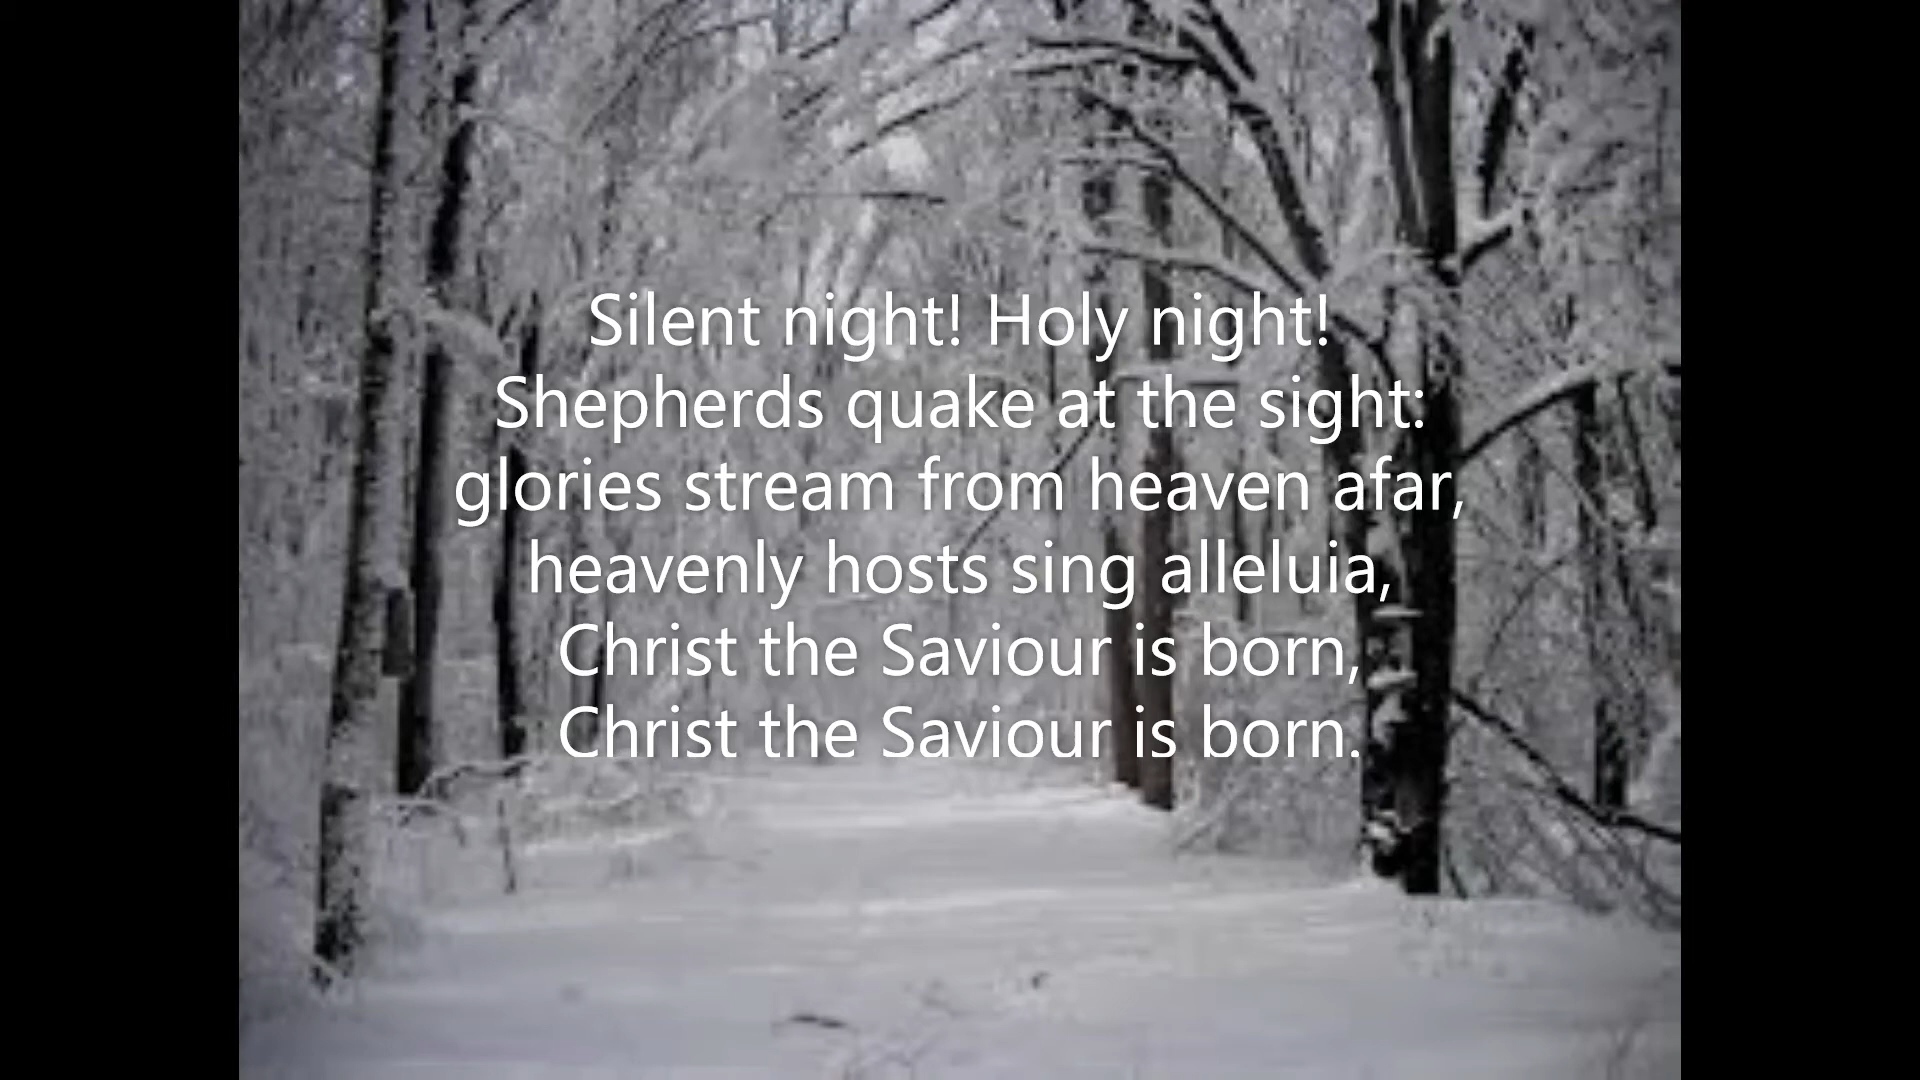 Silent night! Holy night!
Shepherds quake at the sight:
glories stream from heaven afar,
heavenly hosts sing alleluia,
Christ the Saviour is born,
Christ the Saviour is born.